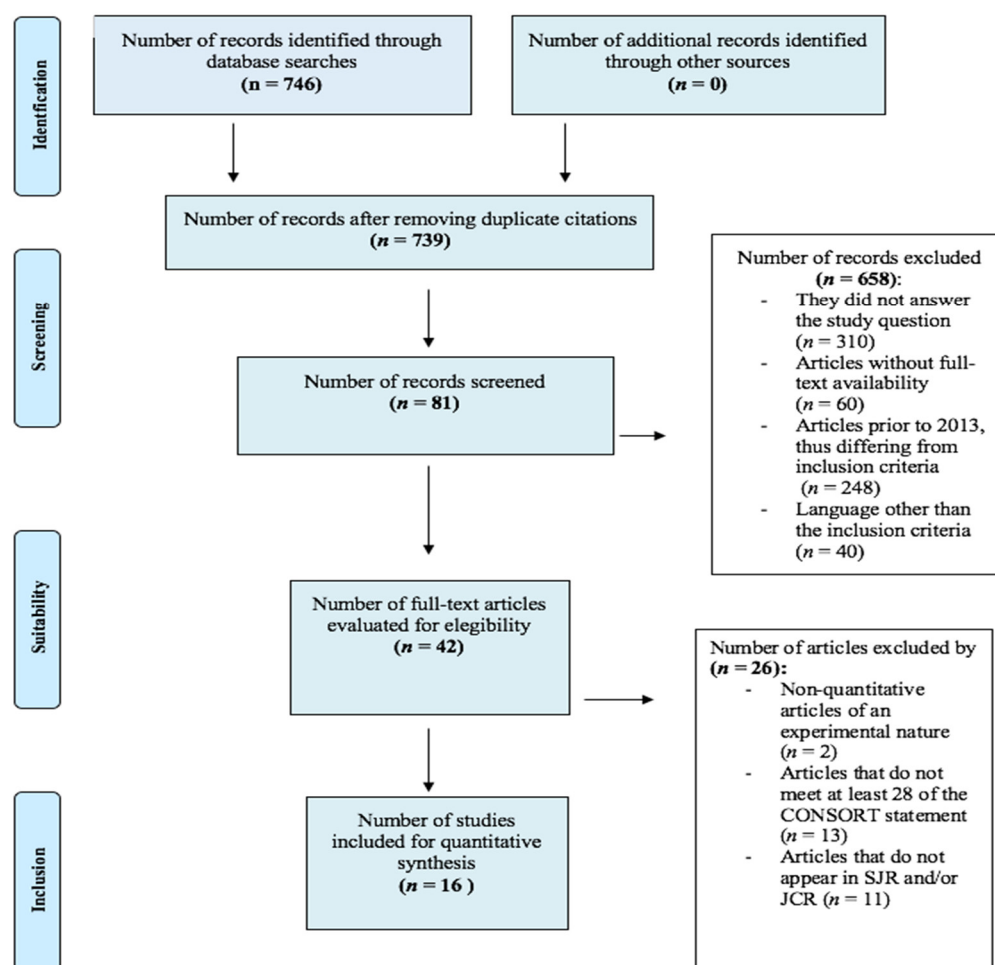 Identfication
Number of records identified through
database searches
(n = 746)
Number of additional records identified
through other sources
(n = 0)
Number of records after removing duplicate citations
(n = 739)
Screening
Number of records screened
(n = 81)
Number of records excluded
(n = 658):
- They did not answer
the study question
(n = 310)
- Articles without full-
text availability
(n = 60)
- Articles prior to 2013,
thus differing from
inclusion criteria
(n = 248)
- Language other than
the inclusion criteria
(n = 40)
Suitability
Number of full-text articles
evaluated for elegibility
(n = 42)
Number of articles excluded by
(n = 26):
- Non-quantitative
articles of an
experimental nature
(n = 2)
- Articles that do not
meet at least 28 of the
CONSORT statement
(n = 13)
- Articles that do not
appear in SJR and/or
JCR (n = 11)
Inclusion
Number of studies
included for quantitative
synthesis
(n = 16 )